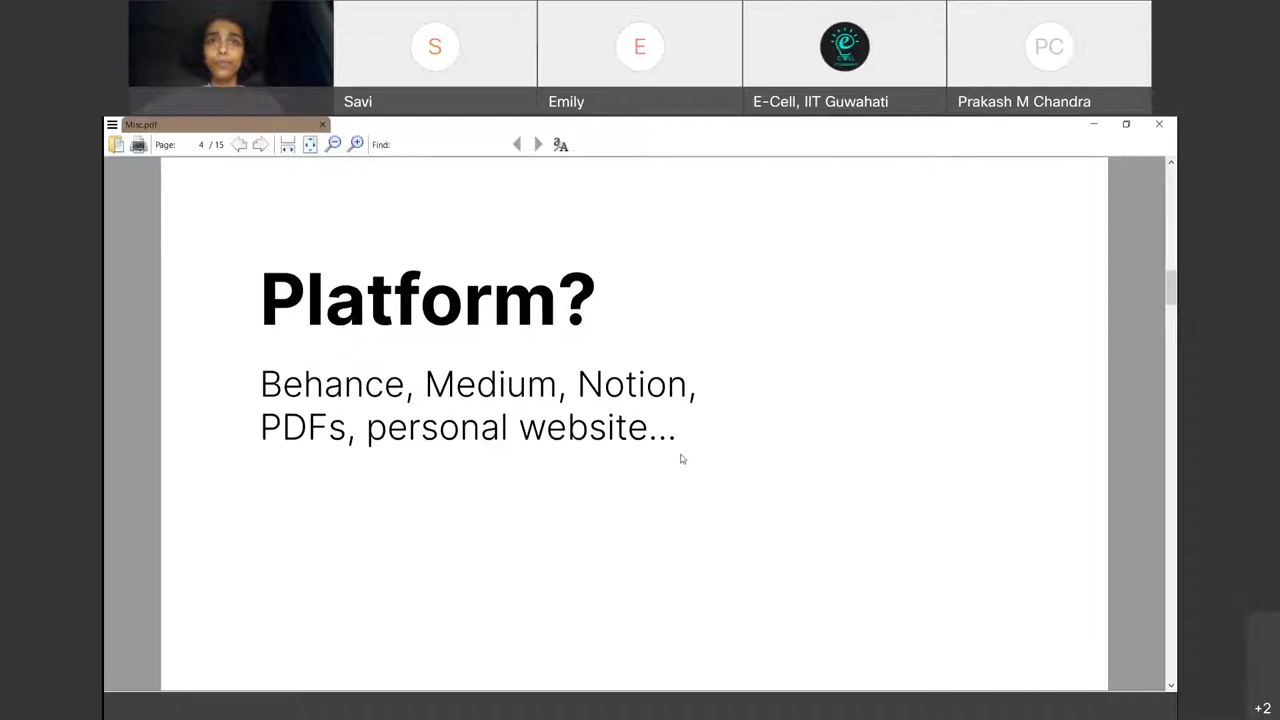 S
E
PC
Savi
Emily
E-Cell, IIT Guwahati
Prakash M Chandra
Misc.pdf
Page: 4 / 15 Find:
Platform?
Behance, Medium, Notion,
PDFs, personal website...
+2